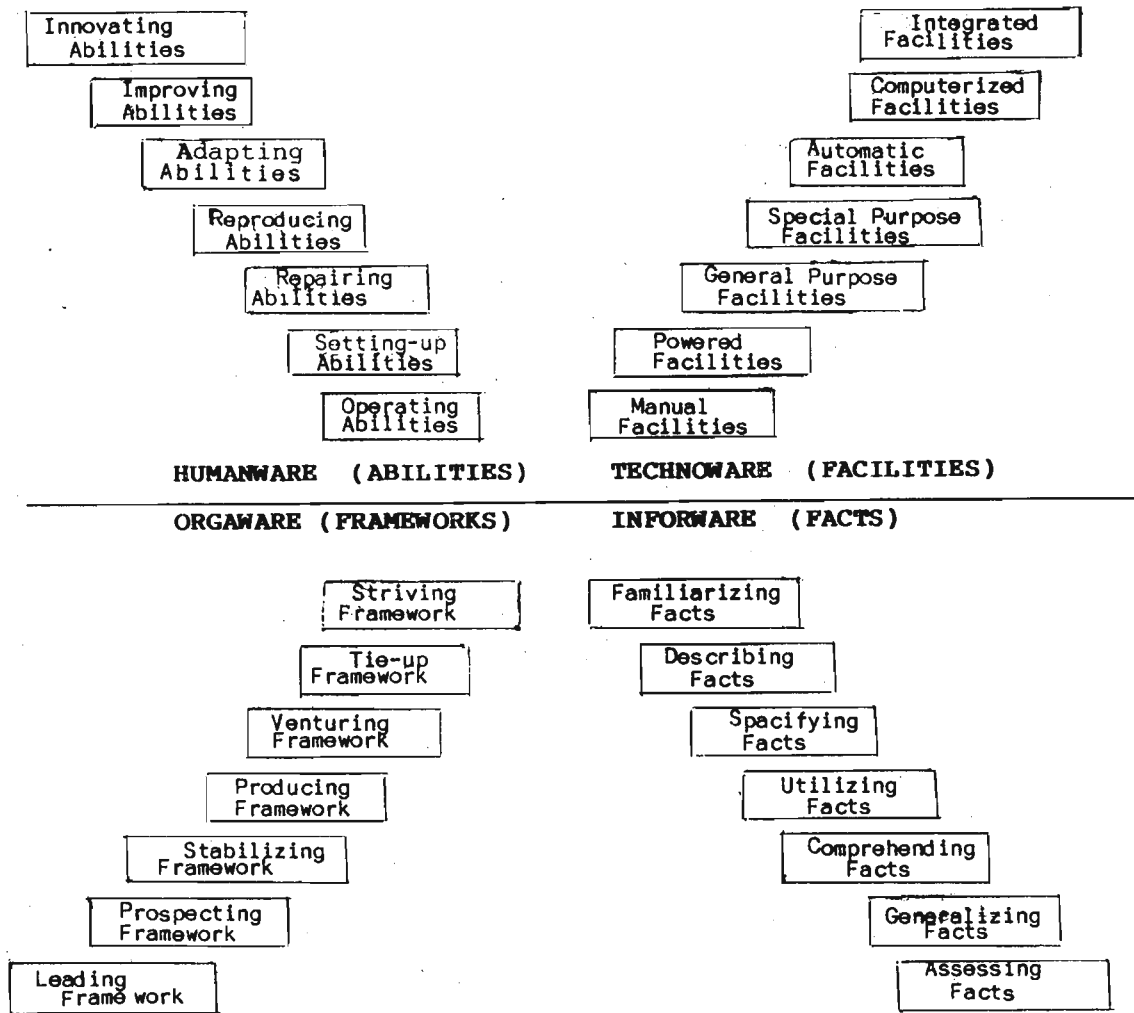 Innovating
Abilities
Improving
Abilities
Adapting
Abilities
Reproducing
Abilities
Repairing
Abilities
Setting-up
Abilities
Operating
Abilities
HUMANWARE (ABILITIES)
Integrated
Facilities
Computerized
Facilities
Automatic
Facilities
Special Purpose
Facilities
General Purpose
Facilities
Powered
Facilities
Manual
Facilities
TECHNOWARE (FACILITIES)
ORGAWARE (FRAMEWORKS)
Striving
Framework
Tie-up
Framework
Venturing
Framework
Producing
Framework
Stabilizing
Framework
Prospecting
Framework
Leading
Frame work
INFORWARE (FACTS)
Familiarizing
Facts
Describing
Facts
Spacifying
Facts
Utilizing
Facts
Comprehending
Facts
Generalizing
Facts
Assessing
Facts